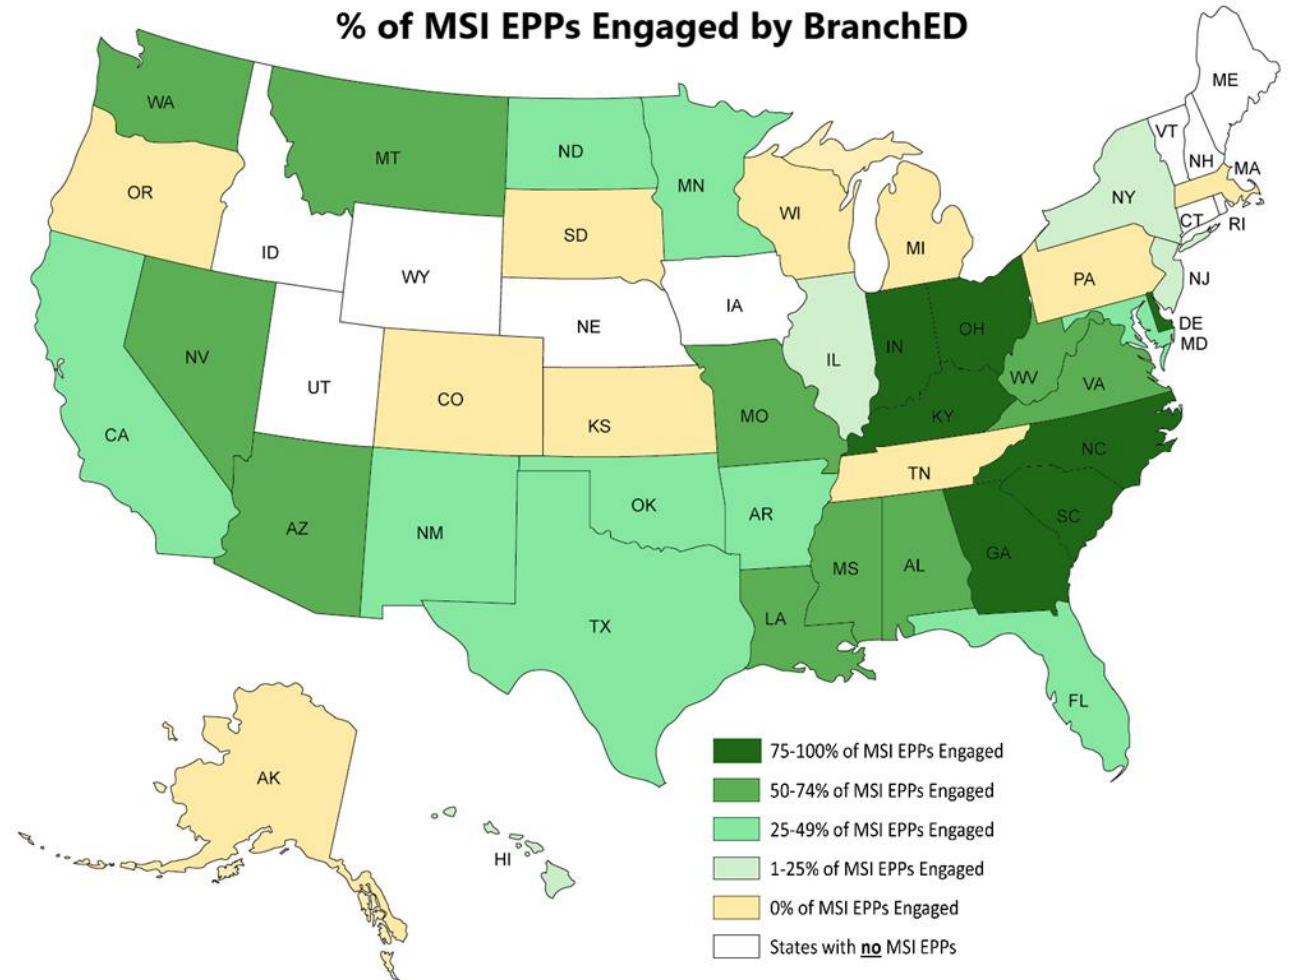 % of MSI EPPs Engaged by BranchED
ME
WA
VT
MT
ND
NH
MA
MN
OR
NY
WI
CT
RI
SD
MI
ID
WY
PA
NJ
IA
NE
DE
OH
MD
IN
NV
IL
WV
VA
UT
CO
MO
KY
KS
CA
NC
TN
OK
AR
SC
AZ
NM
GA
MS
AL
LA
TX
FL
75-100% of MSI EPPs Engaged
AK
50-74% of MSI EPPs Engaged
25-49% of MSI EPPs Engaged
HI
1-25% of MSI EPPs Engaged
0% of MSI EPPs Engaged
States with no MSI EPPs